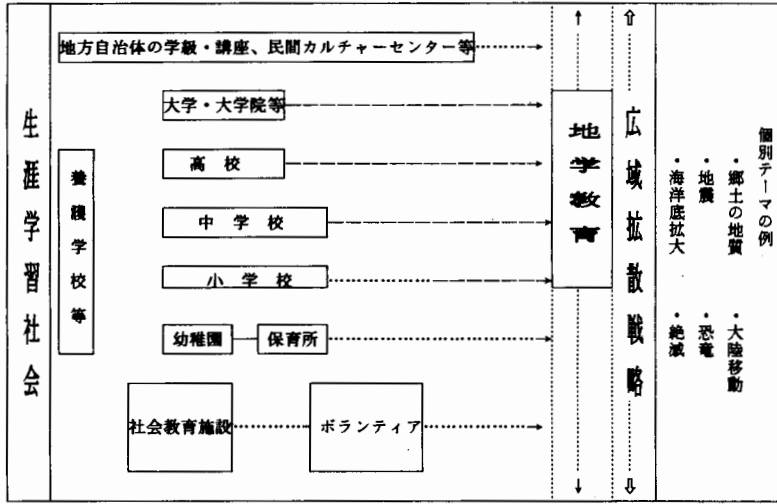 生涯学習社会
地方自治体の学級・講座、民間カルチャーセンター等
大学・大学院等
高校
養護学校等
中学校
小学校
幼稚園
保育所
社会教育施設
ボランティア
地学教育
広域拡散戦略
個別テーマの例
・郷土の地質 ・大陸移動
・地震 ・恐竜
・海洋底拡大 ・絶滅